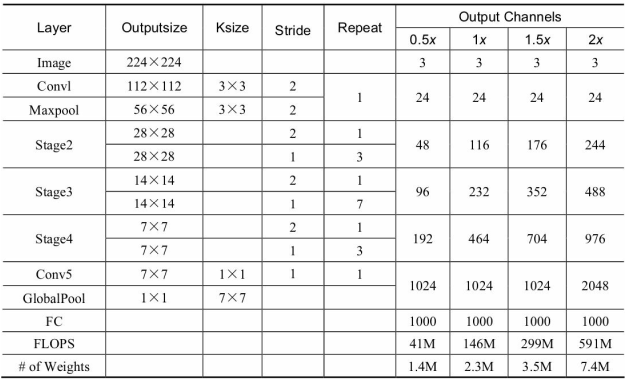 Layer Outputsize Ksize Stride Repeat Output Channels
0.5x 1x 1.5x 2x
Image 224×224 3 3 3 3
Convl 112×112 3×3 2 1 24 24 24 24
Maxpool 56×56 3×3 2
Stage2 28×28 2 1 48 116 176 244
28×28 1 3
Stage3 14×14 2 1 96 232 352 488
14×14 1 7
Stage4 7×7 2 1 192 464 704 976
7×7 1 3
Conv5 7×7 1×1 1 1 1024 1024 1024 2048
GlobalPool 1×1 7×7
FC 1000 1000 1000 1000
FLOPS 41M 146M 299M 591M
# of Weights 1.4M 2.3M 3.5M 7.4M